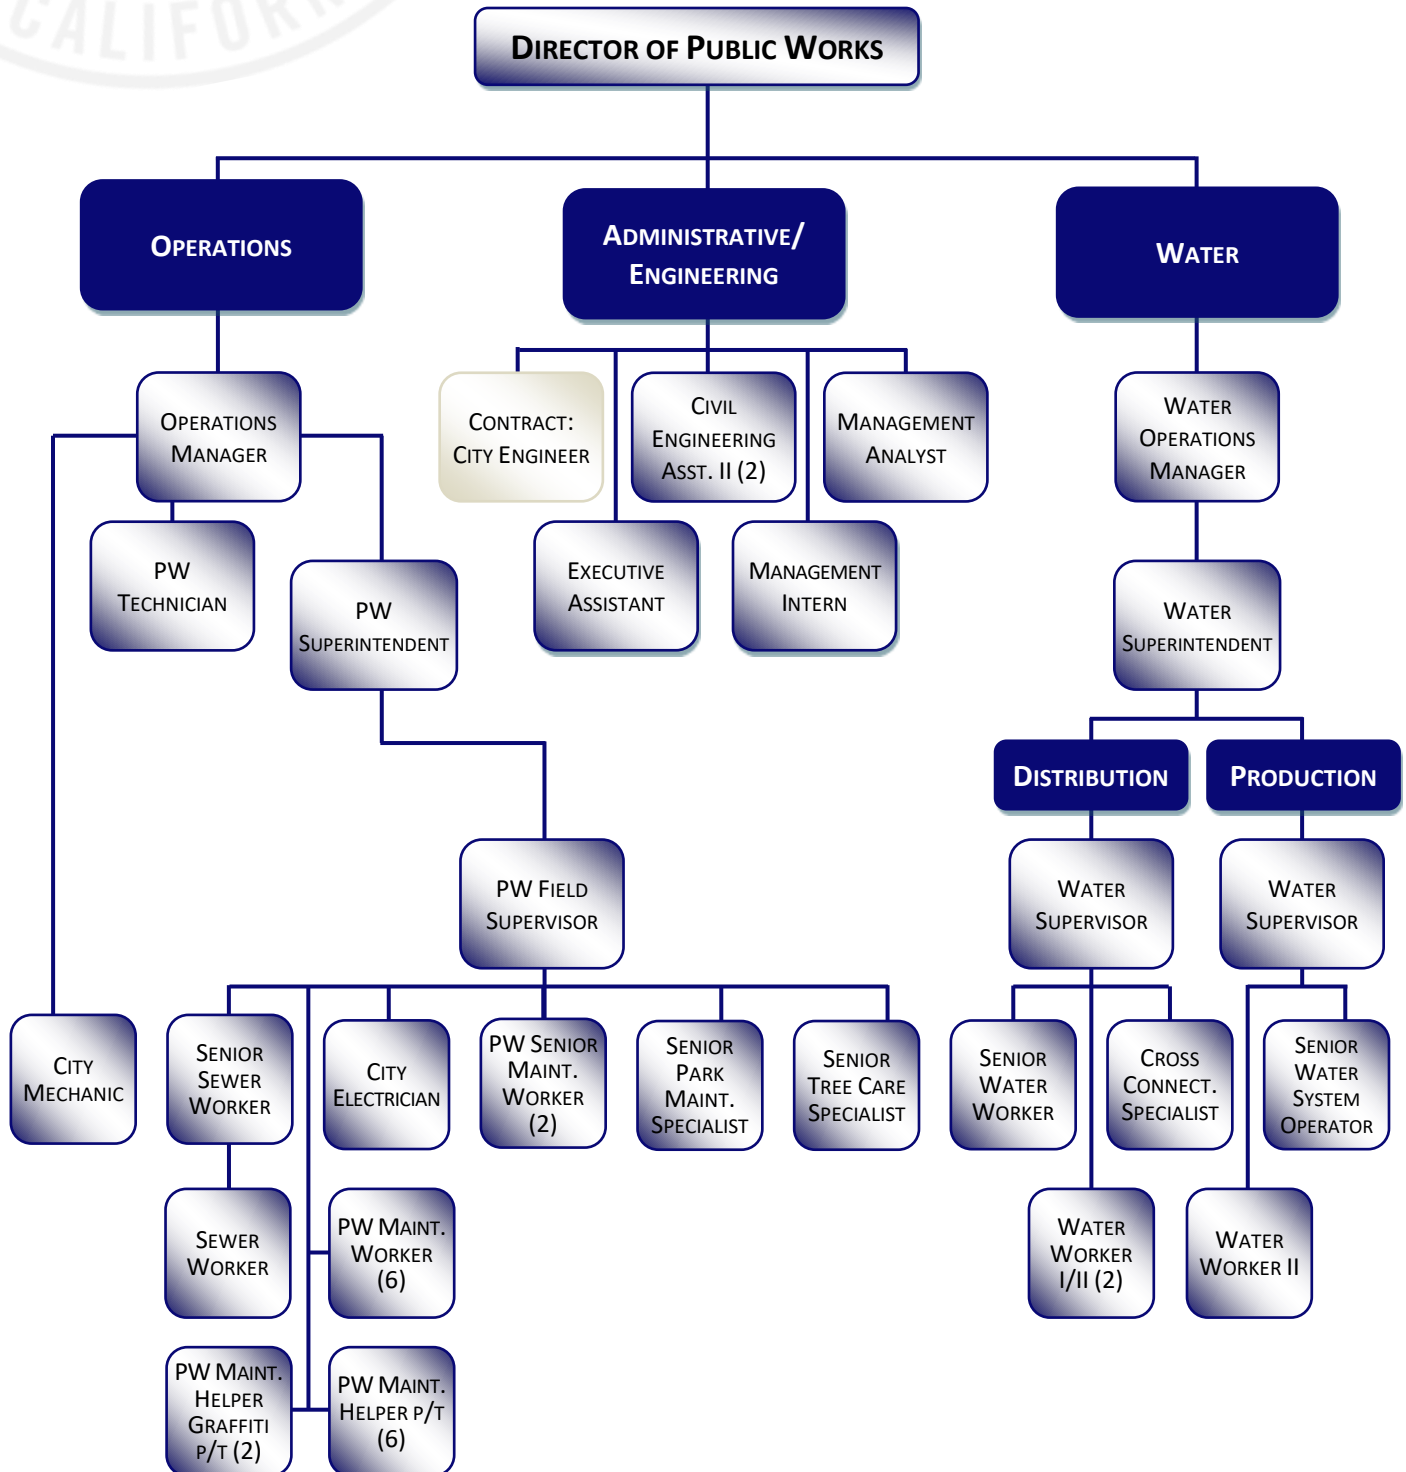 CALIFORN
DIRECTOR OF PUBLIC WORKS
OPERATIONS
ADMINISTRATIVE/
ENGINEERING
WATER
OPERATIONS
MANAGER
CONTRACT:
CITY ENGINEER
CIVIL
ENGINEERING
ASST. II (2)
MANAGEMENT
ANALYST
WATER
OPERATIONS
MANAGER
PW
TECHNICIAN
PW
SUPERINTENDENT
EXECUTIVE
ASSISTANT
MANAGEMENT
INTERN
WATER
SUPERINTENDENT
DISTRIBUTION
PRODUCTION
PW FIELD
SUPERVISOR
WATER
SUPERVISOR
WATER
SUPERVISOR
CITY
MECHANIC
SENIOR
SEWER
WORKER
CITY
ELECTRICIAN
PW SENIOR
MAINT.
WORKER
(2)
SENIOR
PARK
MAINT.
SPECIALIST
SENIOR
TREE CARE
SPECIALIST
SENIOR
WATER
WORKER
CROSS
CONNECT.
SPECIALIST
SENIOR
WATER
SYSTEM
OPERATOR
SEWER
WORKER
PW MAINT.
WORKER
(6)
WATER
WORKER
I/II (2)
WATER
WORKER II
PW MAINT.
HELPER
GRAFFITI
P/T (2)
PW MAINT.
HELPER P/T
(6)